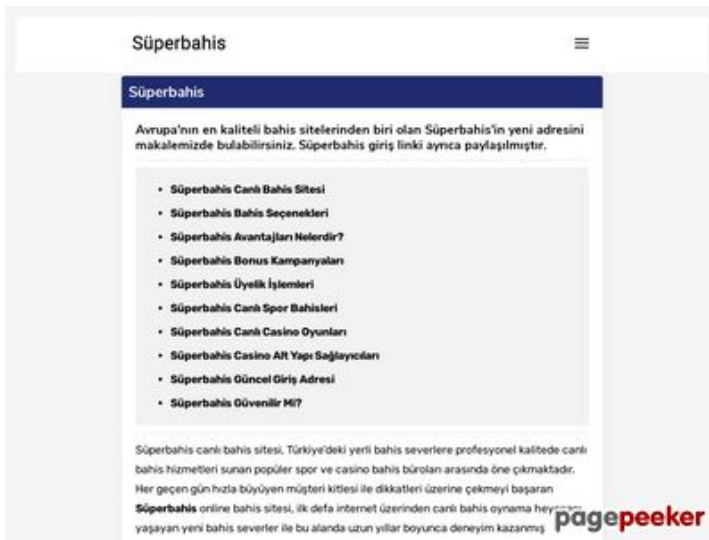 Süperbahis
Süperbahis
Avrupa'nın en kaliteli bahis sitelerinden biri olan Süperbahis'in yeni adresini
makalemizde bulabilirsiniz. Süperbahis giriş linki ayrıca paylaşılmıştır.
• Süperbahis Canlı Bahis Sitesi
• Süperbahis Bahis Seçenekleri
• Süperbahis Avantajları Nelerdir?
• Süperbahis Bonus Kampanyaları
• Süperbahis Üyelik İşlemleri
• Süperbahis Canlı Spor Bahisleri
• Süperbahis Canlı Casino Oyunları
• Süperbahis Casino Alt Yapı Sağlayıcıları
• Süperbahis Güncel Giriş Adresi
• Süperbahis Güvenilir Mi?
Süperbahis canlı bahis sitesi, Türkiye'deki yerli bahis severlere profesyonel kalitede canlı
bahis hizmetleri sunan popüler spor ve casino bahis büroları arasında öne çıkmaktadır.
Her geçen gün hızla büyüyen müşteri kitlesi ile dikkatleri üzerine çekmeyi başaran
Süperbahis online bahis sitesi, ilk defa internet üzerinden canlı bahis oynama
yaşayan yeni bahis severler ile bu alanda uzun yıllar boyunca deneyim kazanmış
pagepeeker